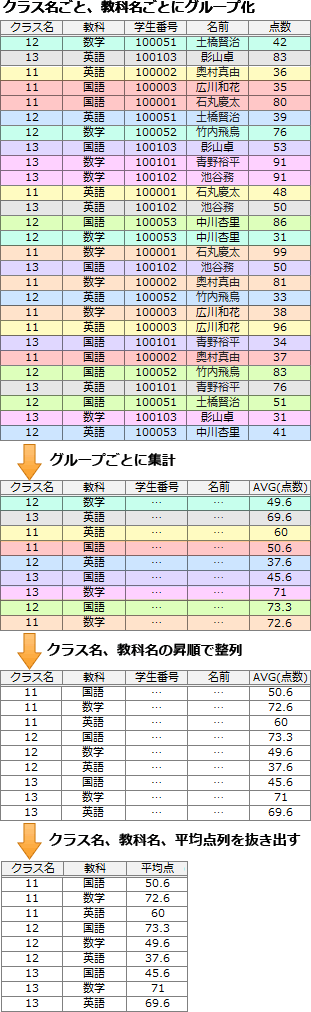 クラス名ごと、教科名ごとにグループ化
クラス名 教科 学生番号 名前 点数
12 数学 100051 土橋賢治 42
13 英語 100103 影山卓 83
11 英語 100002 奥村真由 36
11 国語 100003 広川和花 35
11 国語 100001 石丸慶太 80
12 英語 100051 土橋賢治 39
12 数学 100052 竹内飛鳥 76
13 国語 100103 影山卓 53
13 数学 100101 青野裕平 91
13 数学 100102 池谷務 91
11 英語 100001 石丸慶太 48
13 英語 100102 池谷務 50
12 国語 100053 中川杏里 86
12 数学 100053 中川杏里 31
11 数学 100001 石丸慶太 99
13 国語 100102 池谷務 50
11 数学 100002 奥村真由 81
12 英語 100052 竹内飛鳥 33
11 数学 100003 広川和花 38
11 英語 100003 広川和花 96
13 国語 100101 青野裕平 34
11 国語 100002 奥村真由 37
12 国語 100052 竹内飛鳥 83
13 英語 100101 青野裕平 76
12 国語 100051 土橋賢治 51
13 数学 100103 影山卓 31
12 英語 100053 中川杏里 41
グループごとに集計
クラス名 教科 学生番号 名前 AVG(点数)
12 数学 … … 49.6
13 英語 … … 69.6
11 英語 … … 60
11 国語 … … 50.6
12 英語 … … 37.6
13 国語 … … 45.6
13 数学 … … 71
12 国語 … … 73.3
11 数学 … … 72.6
クラス名、教科名の昇順で整列
クラス名 教科 学生番号 名前 AVG(点数)
11 国語 … … 50.6
11 数学 … … 72.6
11 英語 … … 60
12 国語 … … 73.3
12 数学 … … 49.6
12 英語 … … 37.6
13 国語 … … 45.6
13 数学 … … 71
13 英語 … … 69.6
クラス名、教科名、平均点列を抜き出す
クラス名 教科 平均点
11 国語 50.6
11 数学 72.6
11 英語 60
12 国語 73.3
12 数学 49.6
12 英語 37.6
13 国語 45.6
13 数学 71
13 英語 69.6